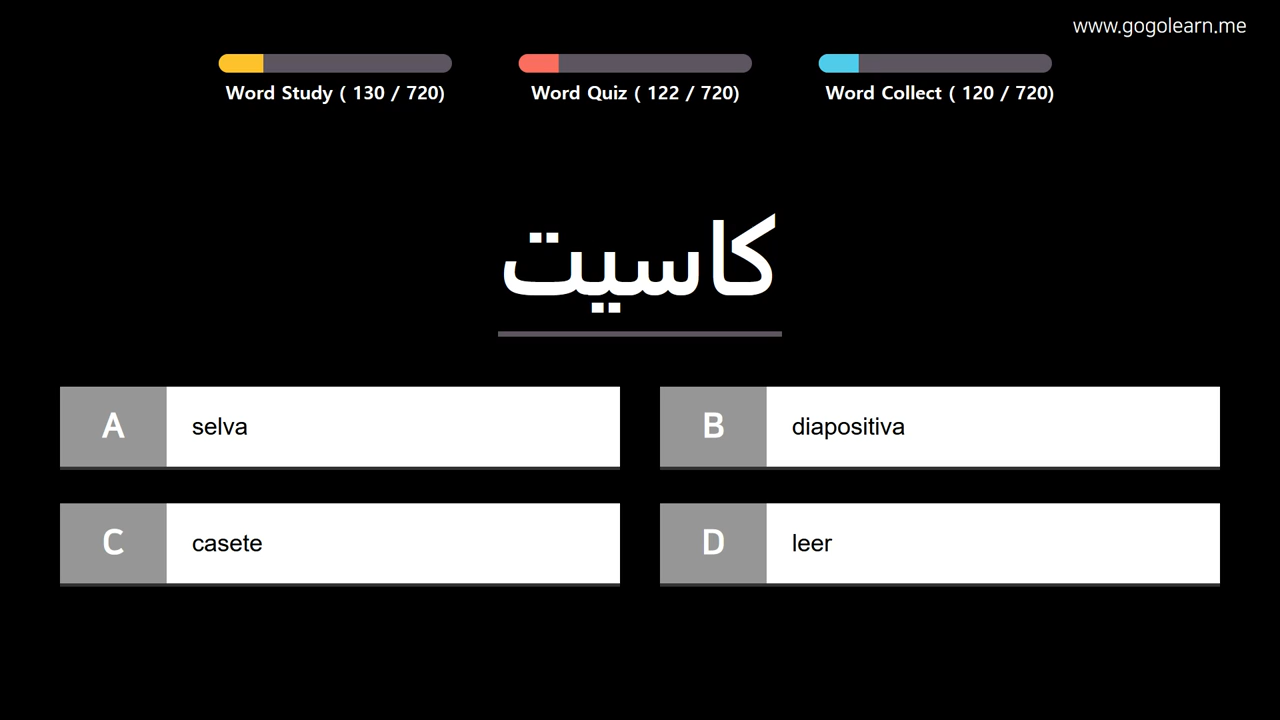 www.gogolearn.me
Word Study ( 130 / 720)
Word Quiz ( 122 / 720)
Word Collect ( 120 / 720)
كاسيت
A selva
B diapositiva
C casete
D leer